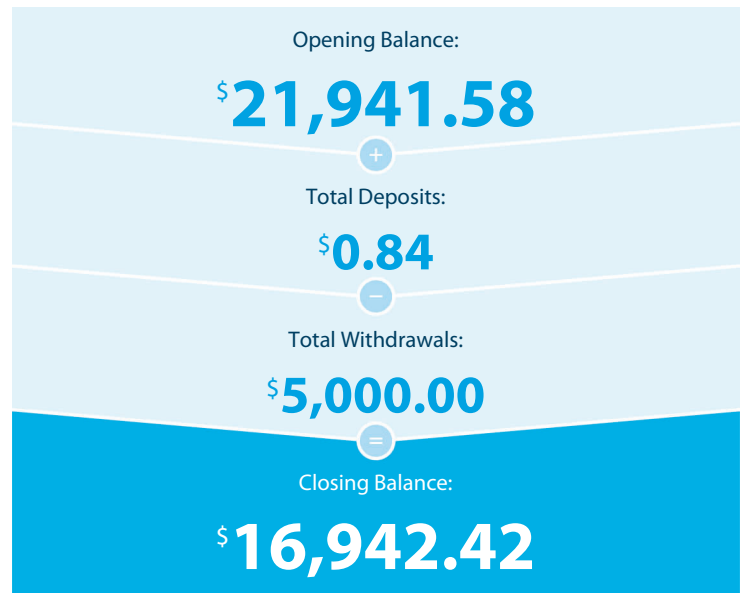 Opening Balance:
$21,941.58
+
Total Deposits:
$0.84
−
Total Withdrawals:
$5,000.00
=
Closing Balance:
$16,942.42